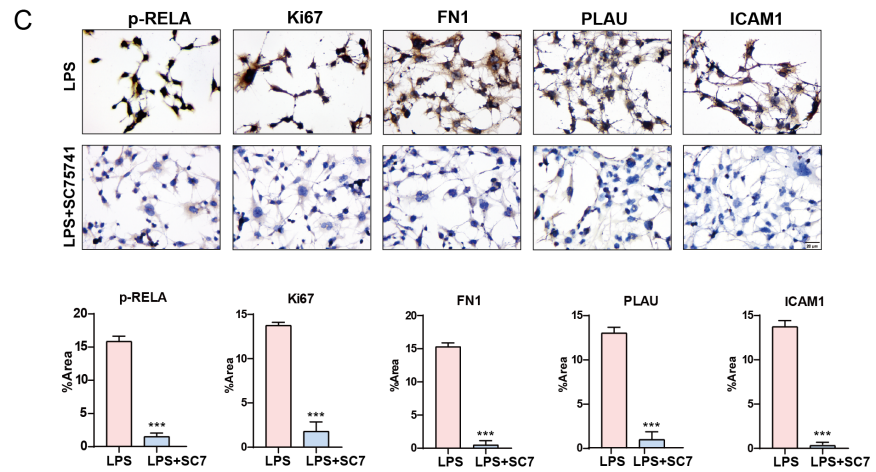 C
p-RELA Ki67 FN1 PLAU ICAM1
LPS
LPS+SC75741
20 μm
p-RELA
%Area
20
15
10
5
0
LPS LPS+SC7
***
Ki67
%Area
15
10
5
0
LPS LPS+SC7
***
FN1
%Area
20
15
10
5
0
LPS LPS+SC7
***
PLAU
%Area
15
10
5
0
LPS LPS+SC7
***
ICAM1
%Area
15
10
5
0
LPS LPS+SC7
***